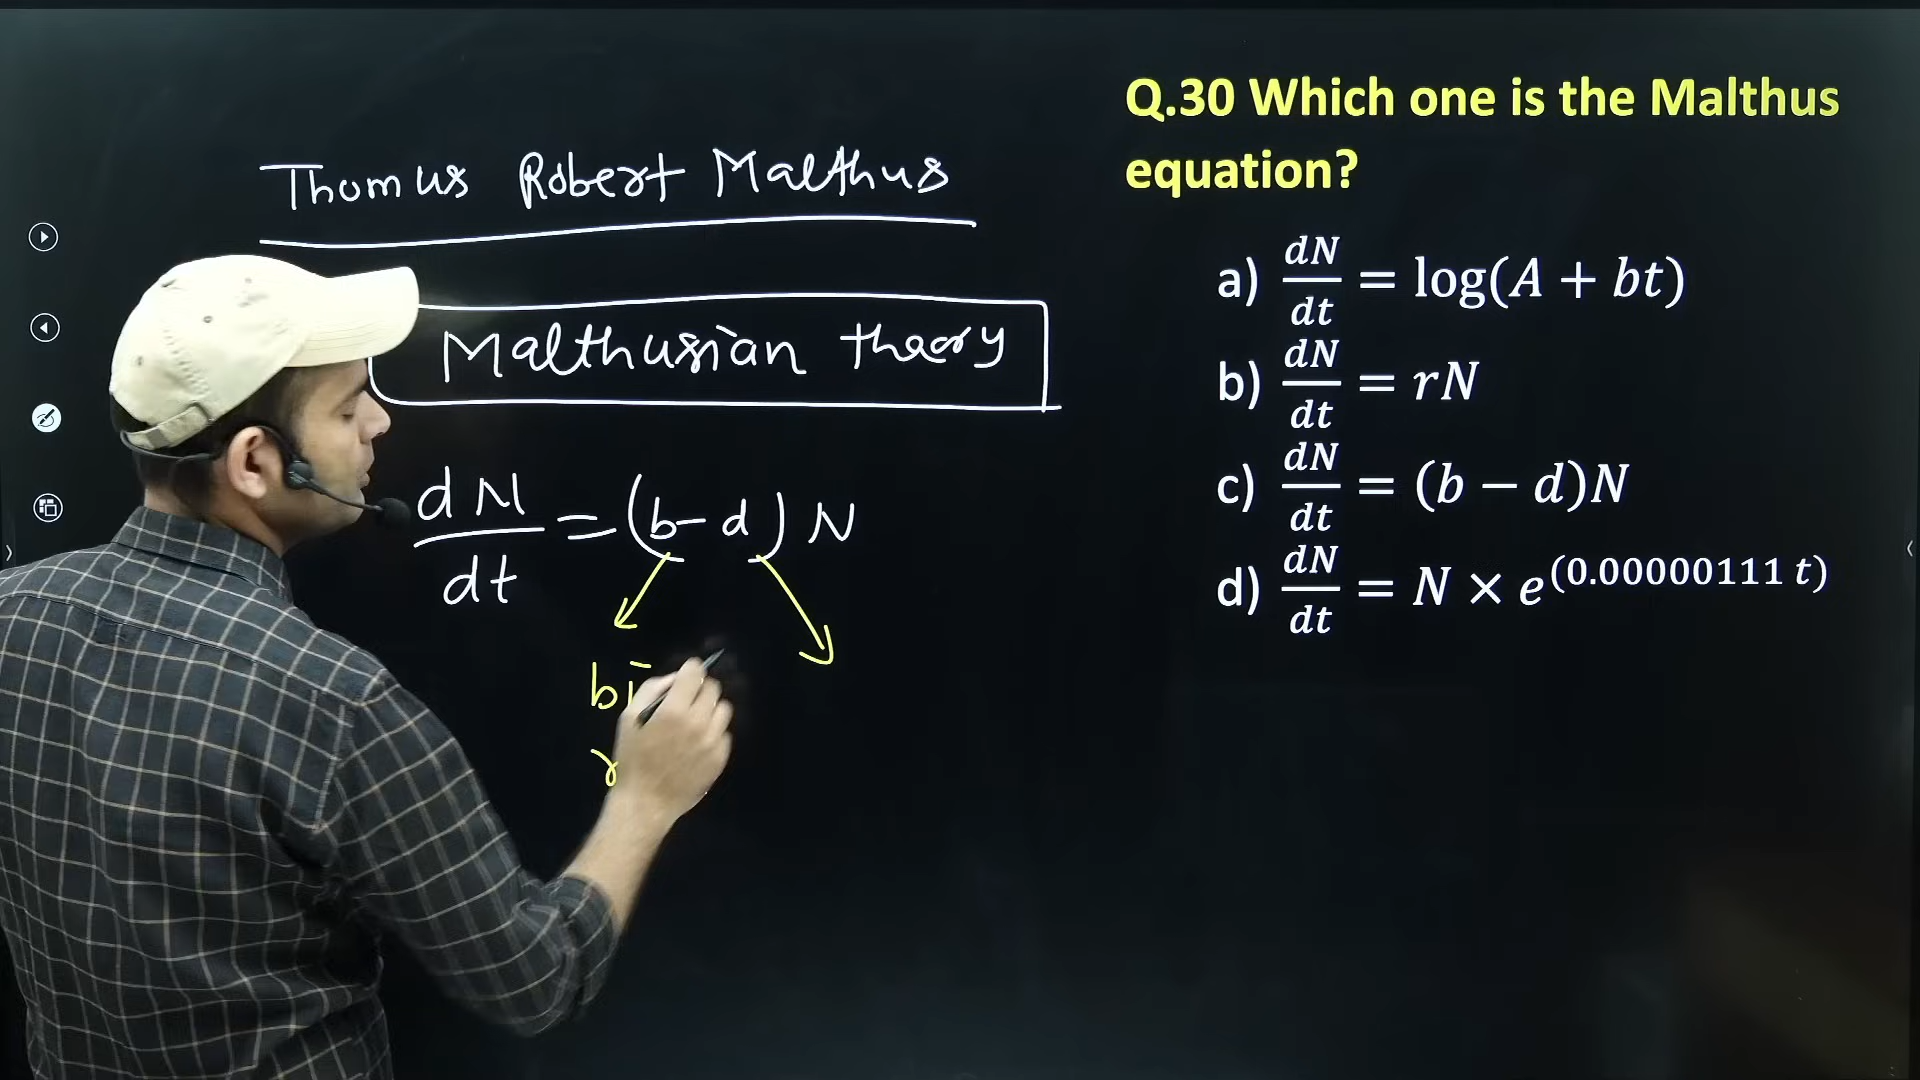 Thomus Robert Malthus
Malthusian theory
dN/dt = (b-d) N
bi
r
Q.30 Which one is the Malthus
equation?
a) dN/dt = log(A + bt)
b) dN/dt = rN
c) dN/dt = (b − d)N
d) dN/dt = N × e^(0.00000111 t)